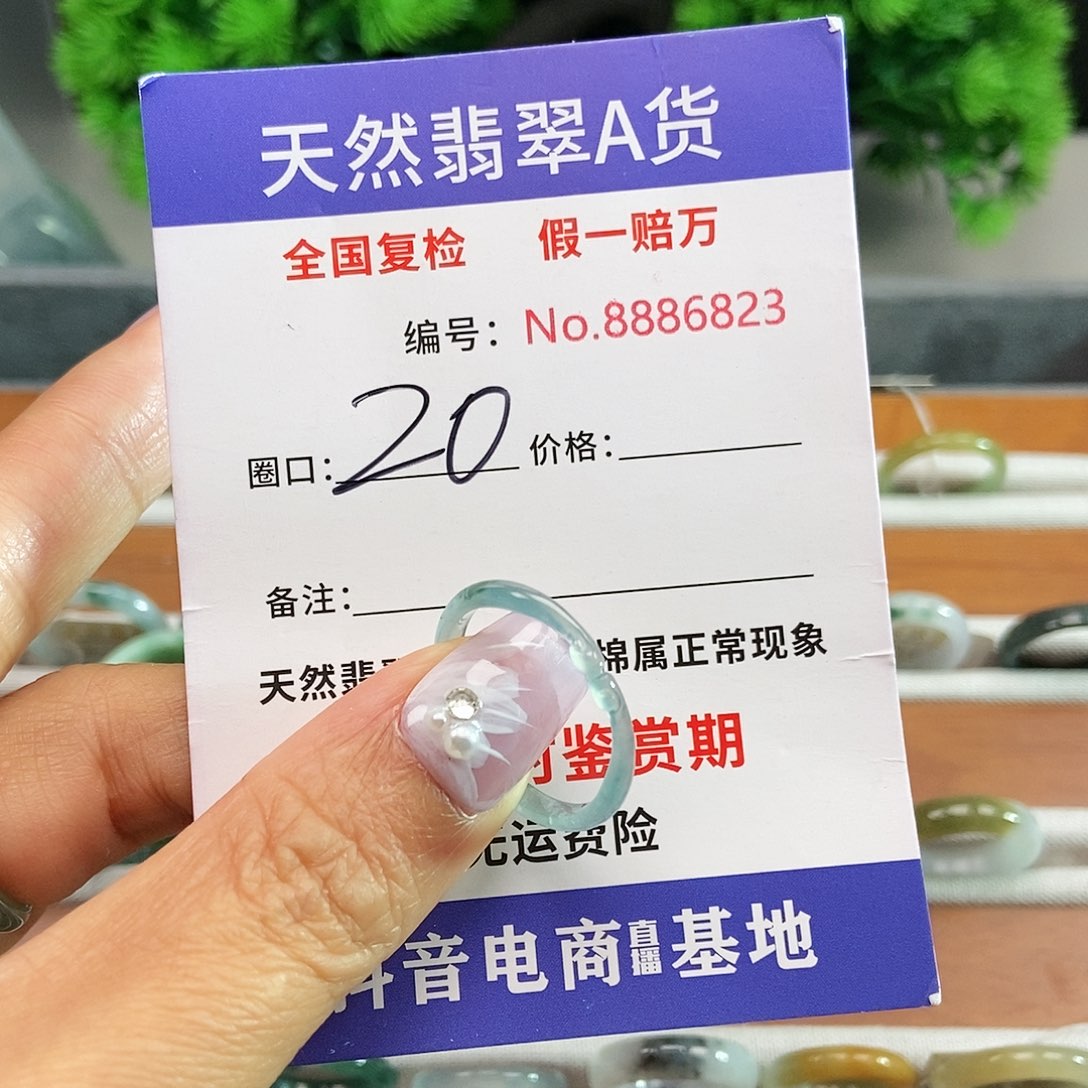 天然翡翠A货
全国复检 假一赔万
编号：No.8886823
圈口：20 价格：
备注：
天然翡 棉属正常现象
鉴赏期
运费险
音电商直播基地